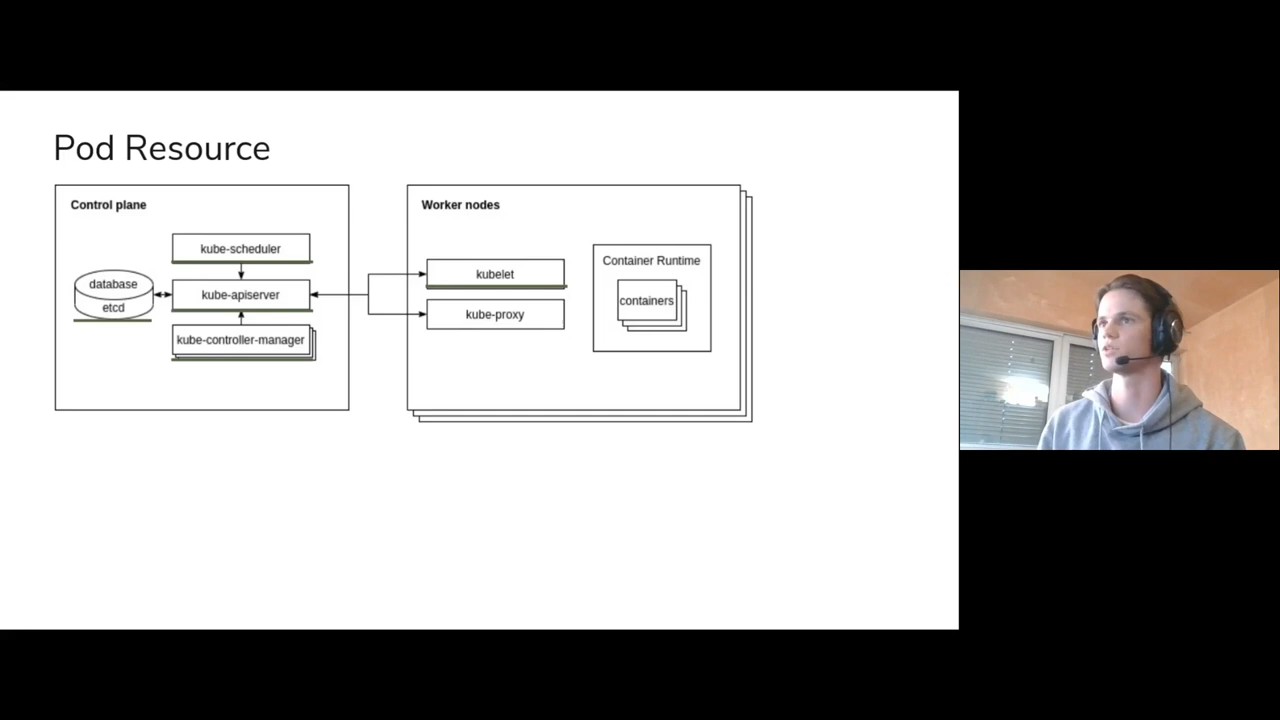 Pod Resource
Control plane
kube-scheduler
database
etcd
kube-apiserver
kube-controller-manager
Worker nodes
kubelet
kube-proxy
Container Runtime
containers